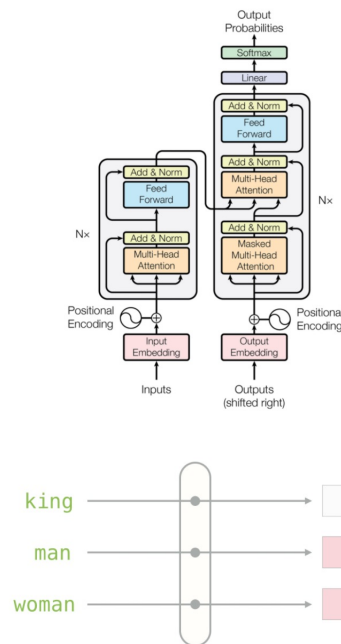 Output
Probabilities
Softmax
Linear
Add & Norm
Feed
Forward
Add & Norm
Multi-Head
Attention
Add & Norm
Masked
Multi-Head
Attention
Nx
Add & Norm
Feed
Forward
Add & Norm
Multi-Head
Attention
Nx
Positional
Encoding
Positional
Encoding
Input
Embedding
Output
Embedding
Inputs
Outputs
(shifted right)
king
man
woman